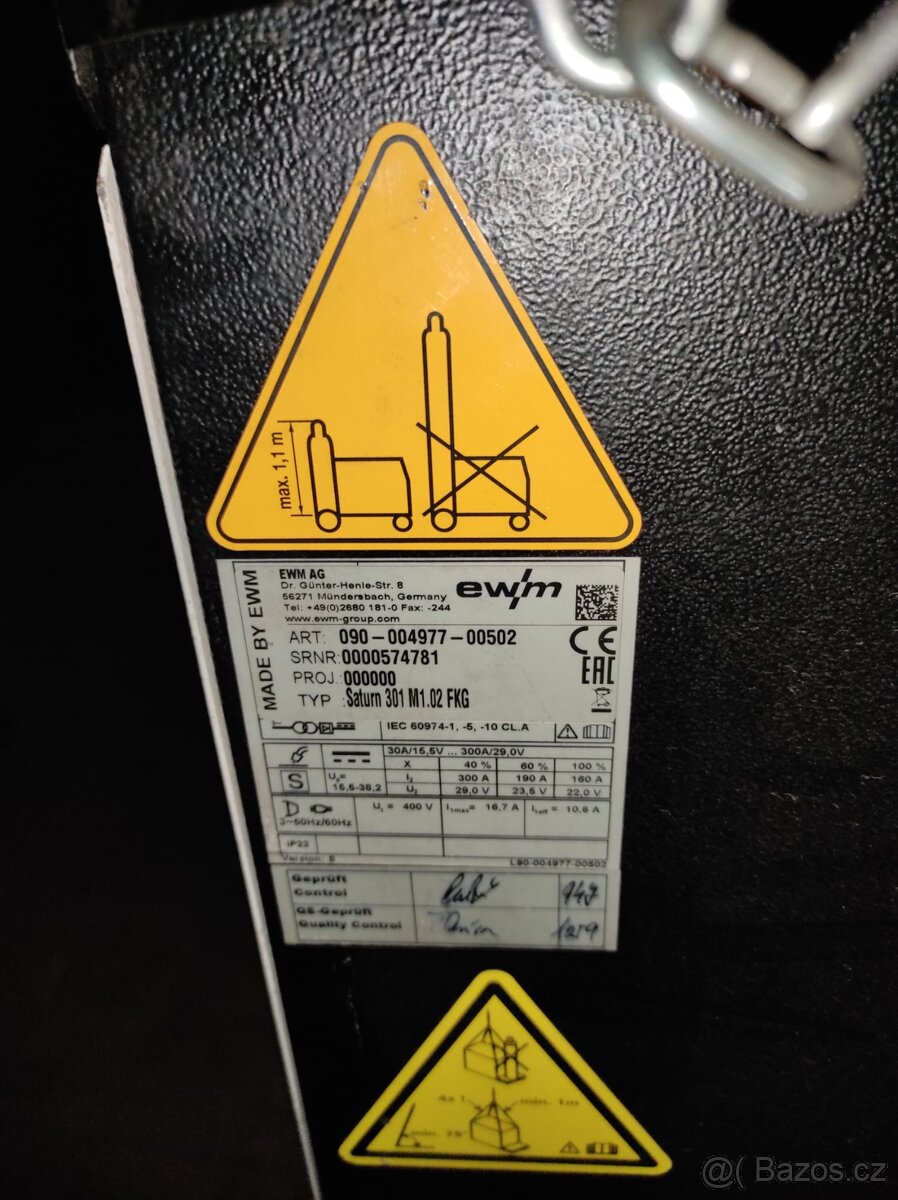 max. 1,1 m
MADE BY EWM
EWM AG
Dr. Günter-Henle-Str. 8
56271 Mündersbach, Germany
Tel: +49(0)2680 181-0 Fax: -244
www.ewm-group.com
ewm
ART: 090-004977-00502
SRNR:0000574781
PROJ.:000000
TYP :Saturn 301 M1.02 FKG
CE
EAC
IEC 60974-1, -5, -10 CL.A
30A/15,5V ... 300A/29,0V
X 40 % 60 % 100 %
S U₀= 15,5-38,2 I₂ 300 A 190 A 160 A
U₂ 29,0 V 23,5 V 22,0 V
3~50Hz/60Hz U₁ = 400 V I₁max= 16,7 A I₁eff = 10,6 A
IP23
Version: 8 L90-004977-00502
Geprüft
Control
GS-Geprüft
Quality Control
4x min. 1m
min. 75°
@( Bazos.cz